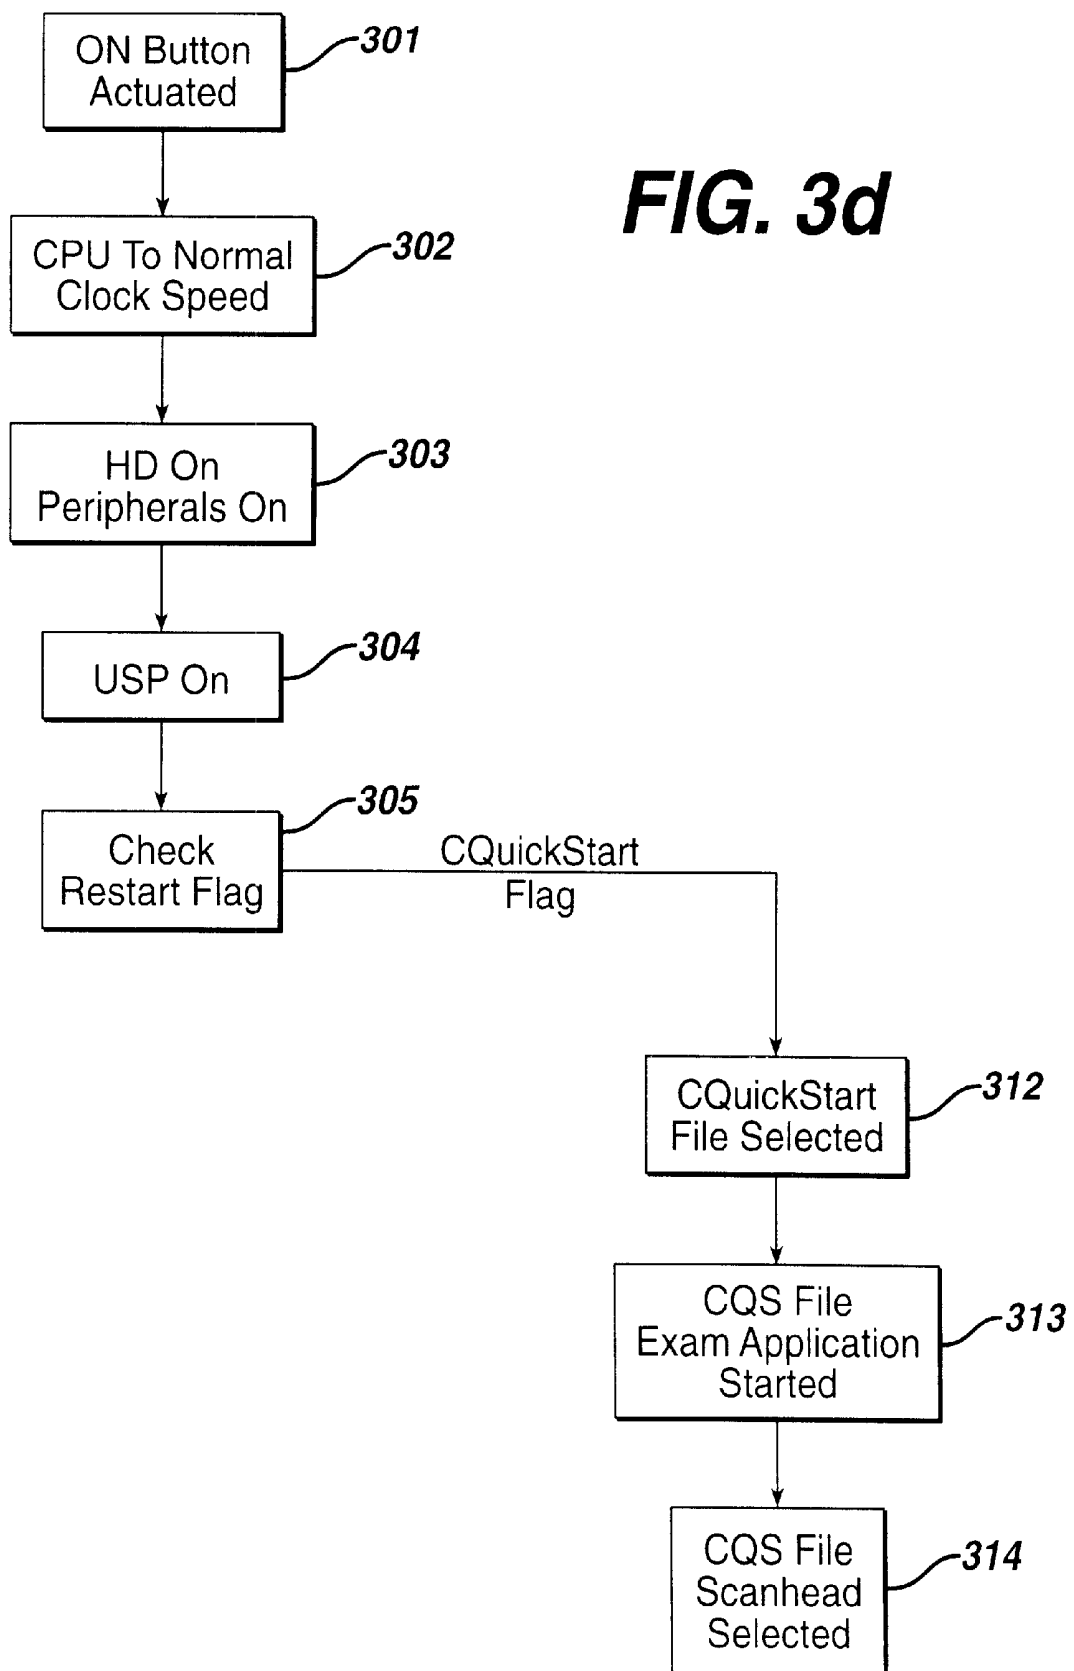 ON Button
Actuated
301
FIG. 3d
CPU To Normal
Clock Speed
302
HD On
Peripherals On
303
USP On
304
Check
Restart Flag
305
CQuickStart
Flag
CQuickStart
File Selected
312
CQS File
Exam Application
Started
313
CQS File
Scanhead
Selected
314